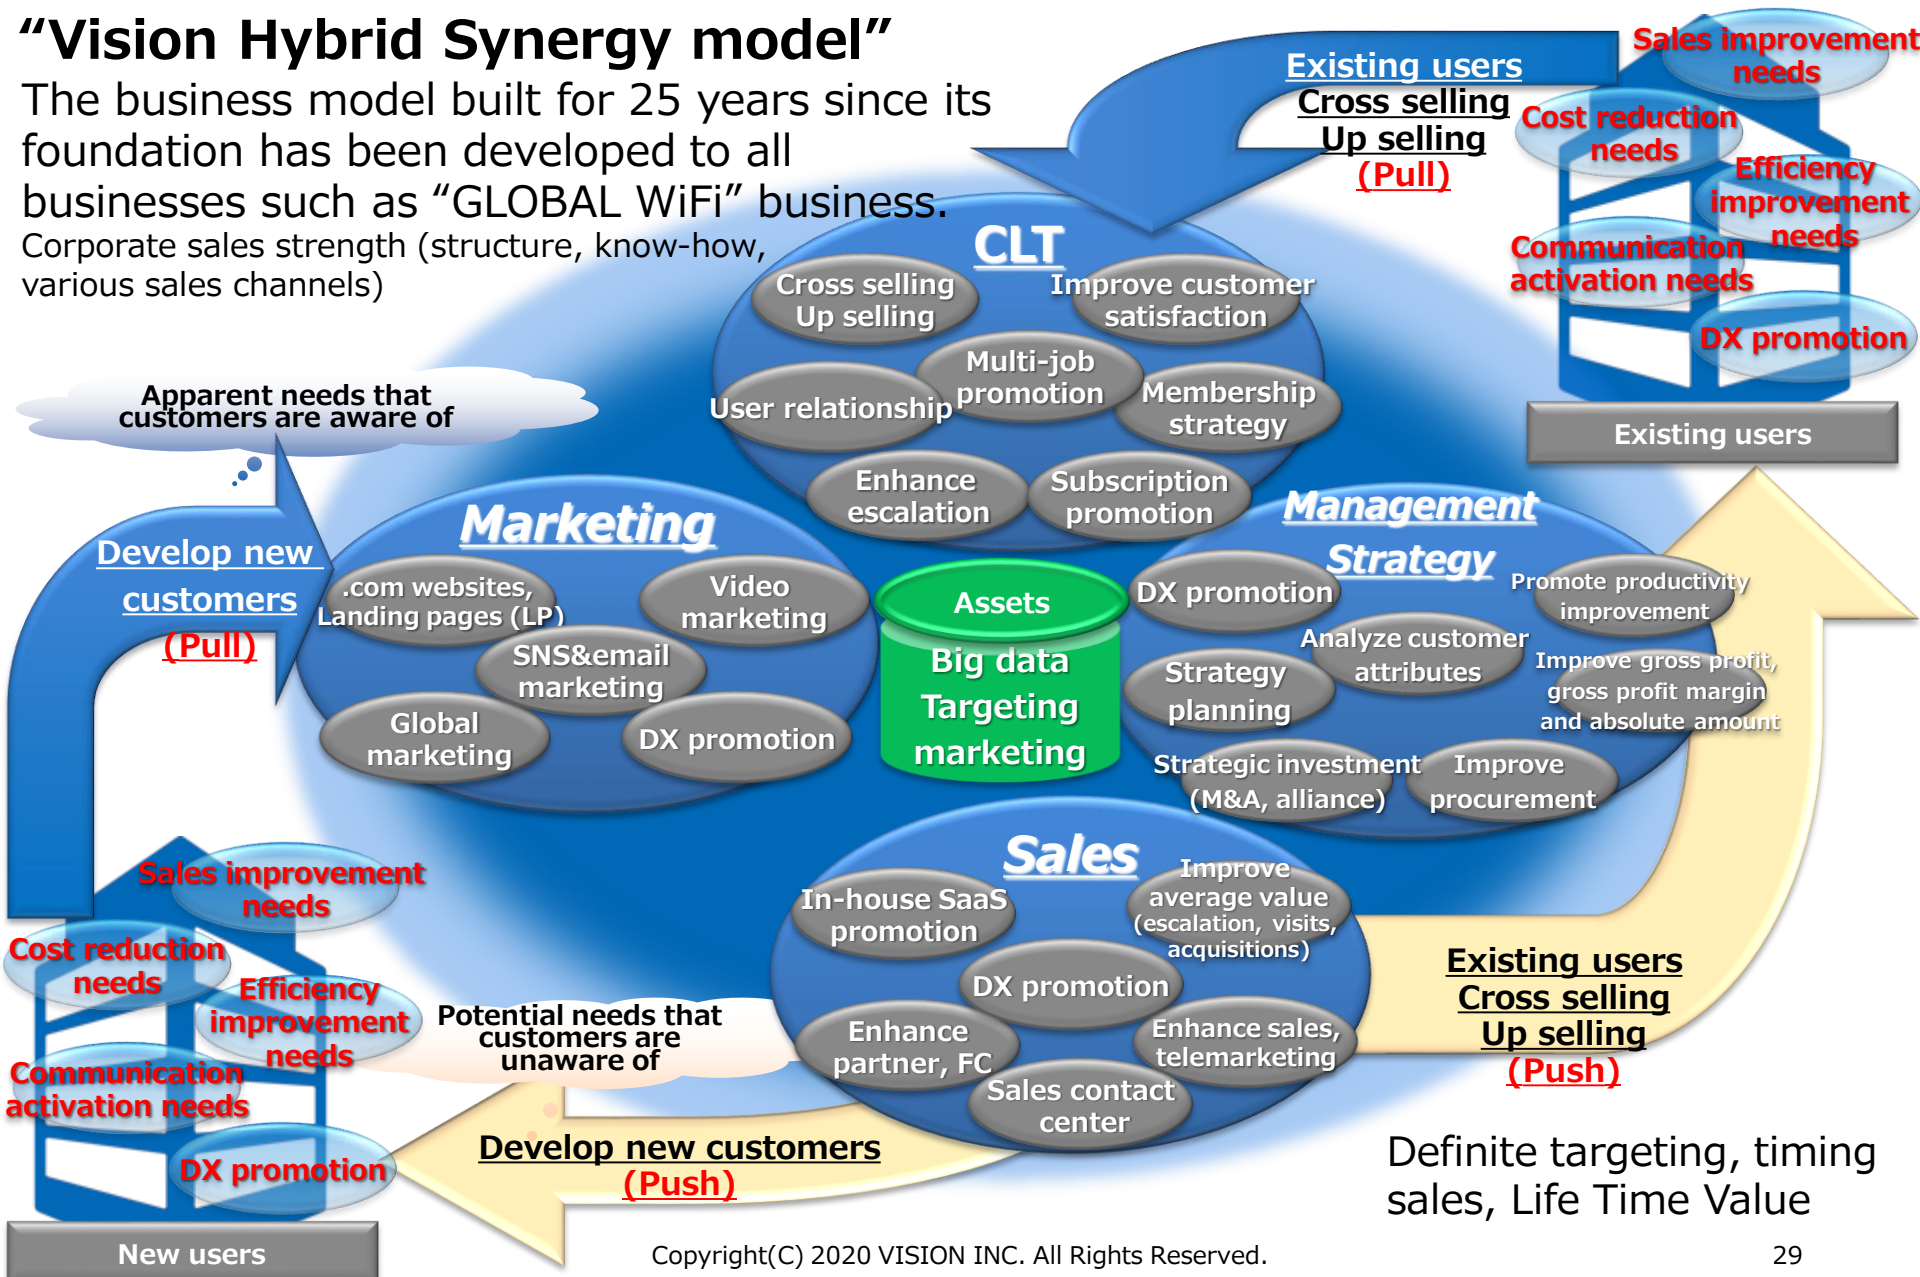 “Vision Hybrid Synergy model”
The business model built for 25 years since its
foundation has been developed to all
businesses such as “GLOBAL WiFi” business.
Corporate sales strength (structure, know-how,
various sales channels)
Existing users
Cross selling
Up selling
(Pull)
Sales improvement
needs
Cost reduction
needs
Efficiency
improvement
needs
Communication
activation needs
DX promotion
Existing users
CLT
Cross selling
Up selling
Improve customer
satisfaction
Multi-job
promotion
User relationship
Membership
strategy
Enhance
escalation
Subscription
promotion
Apparent needs that
customers are aware of
Develop new
customers
(Pull)
Marketing
.com websites,
Landing pages (LP)
Video
marketing
SNS&email
marketing
Global
marketing
DX promotion
Assets
Big data
Targeting
marketing
Management
Strategy
DX promotion
Promote productivity
improvement
Analyze customer
attributes
Strategy
planning
Improve gross profit,
gross profit margin
and absolute amount
Strategic investment
(M&A, alliance)
Improve
procurement
Sales
In-house SaaS
promotion
Improve
average value
(escalation, visits,
acquisitions)
DX promotion
Enhance
partner, FC
Enhance sales,
telemarketing
Sales contact
center
Existing users
Cross selling
Up selling
(Push)
Sales improvement
needs
Cost reduction
needs
Efficiency
improvement
needs
Communication
activation needs
DX promotion
New users
Potential needs that
customers are
unaware of
Develop new customers
(Push)
Definite targeting, timing
sales, Life Time Value
Copyright(C) 2020 VISION INC. All Rights Reserved.
29